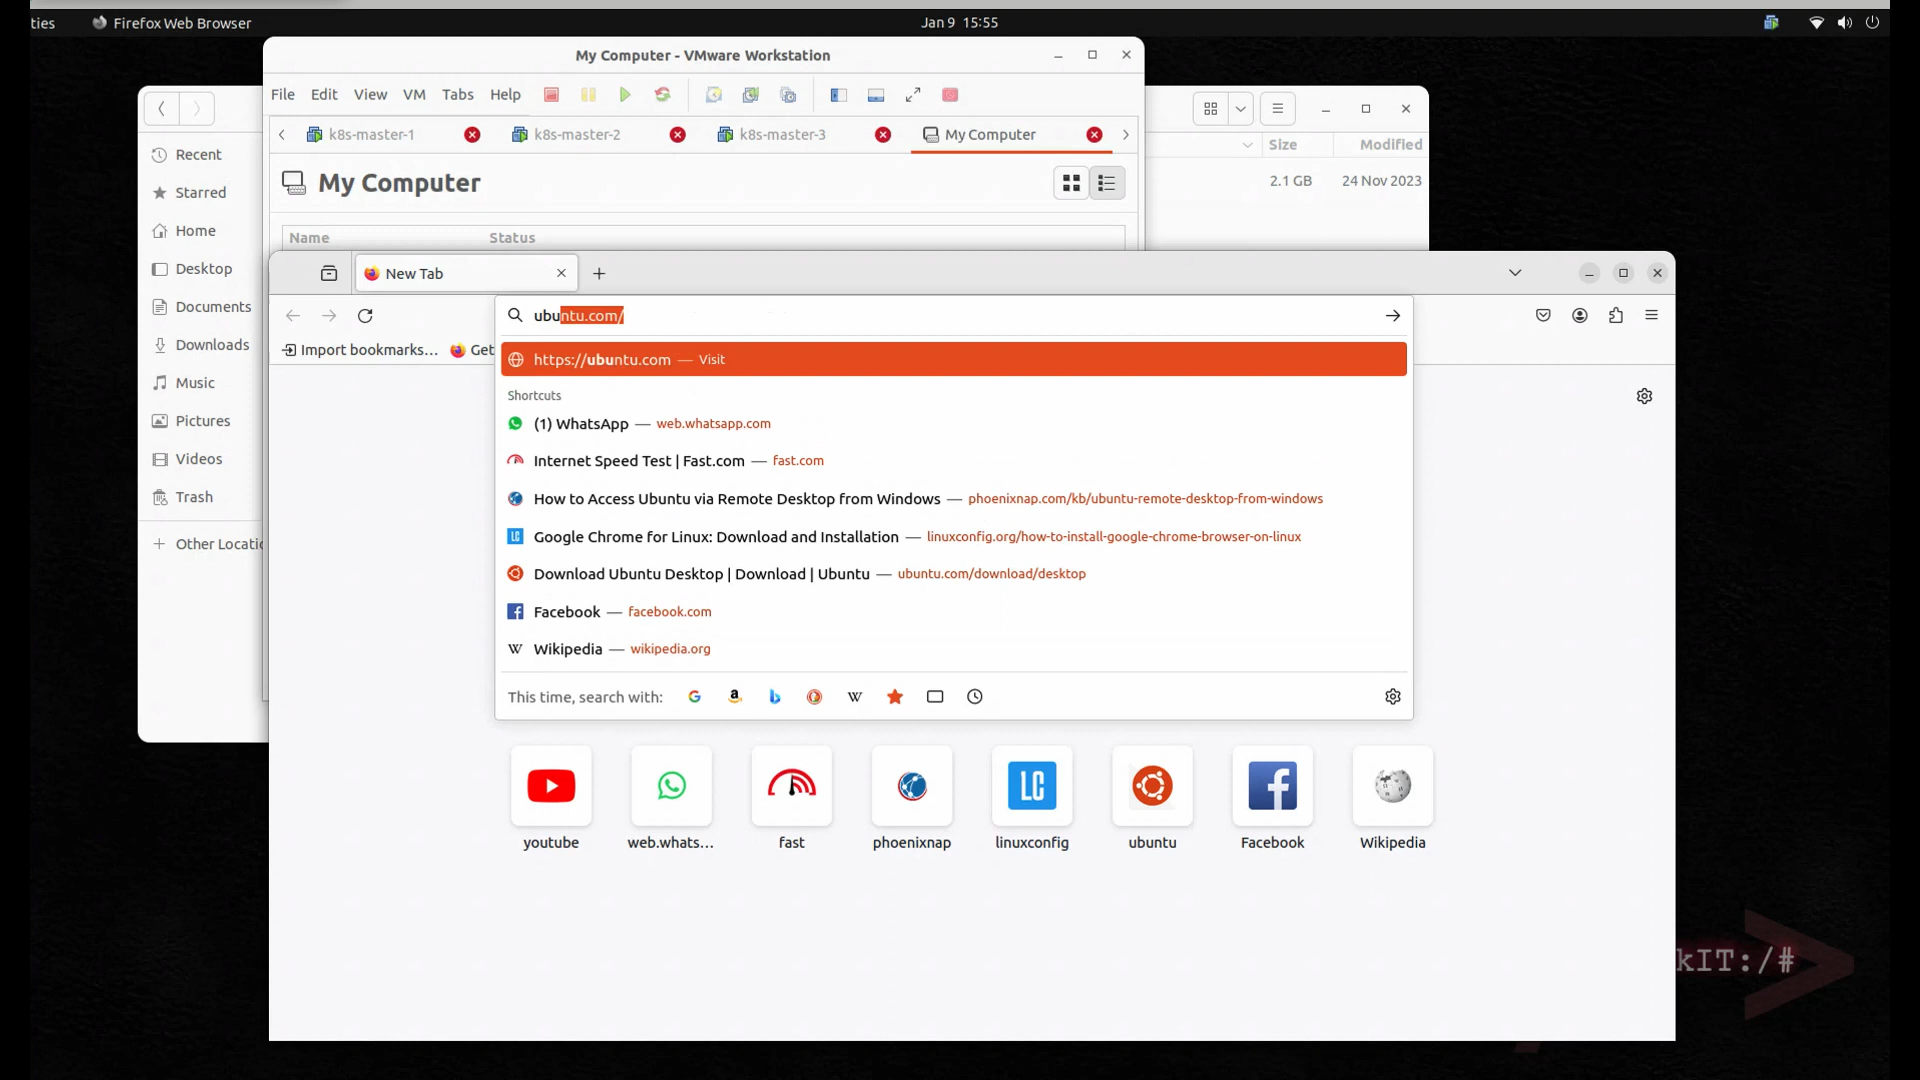 ties Firefox Web Browser Jan 9 15:55
My Computer - VMware Workstation
File Edit View VM Tabs Help
k8s-master-1 k8s-master-2 k8s-master-3 My Computer
My Computer
Name Status
Size Modified
2.1 GB 24 Nov 2023
Recent
Starred
Home
Desktop
Documents
Downloads
Music
Pictures
Videos
Trash
Other Locatio
New Tab
ubuntu.com/
Import bookmarks... Get
https://ubuntu.com — Visit
Shortcuts
(1) WhatsApp — web.whatsapp.com
Internet Speed Test | Fast.com — fast.com
How to Access Ubuntu via Remote Desktop from Windows — phoenixnap.com/kb/ubuntu-remote-desktop-from-windows
LC Google Chrome for Linux: Download and Installation — linuxconfig.org/how-to-install-google-chrome-browser-on-linux
Download Ubuntu Desktop | Download | Ubuntu — ubuntu.com/download/desktop
Facebook — facebook.com
W Wikipedia — wikipedia.org
This time, search with:
LC
youtube web.whats... fast phoenixnap linuxconfig ubuntu Facebook Wikipedia
kIT:/#